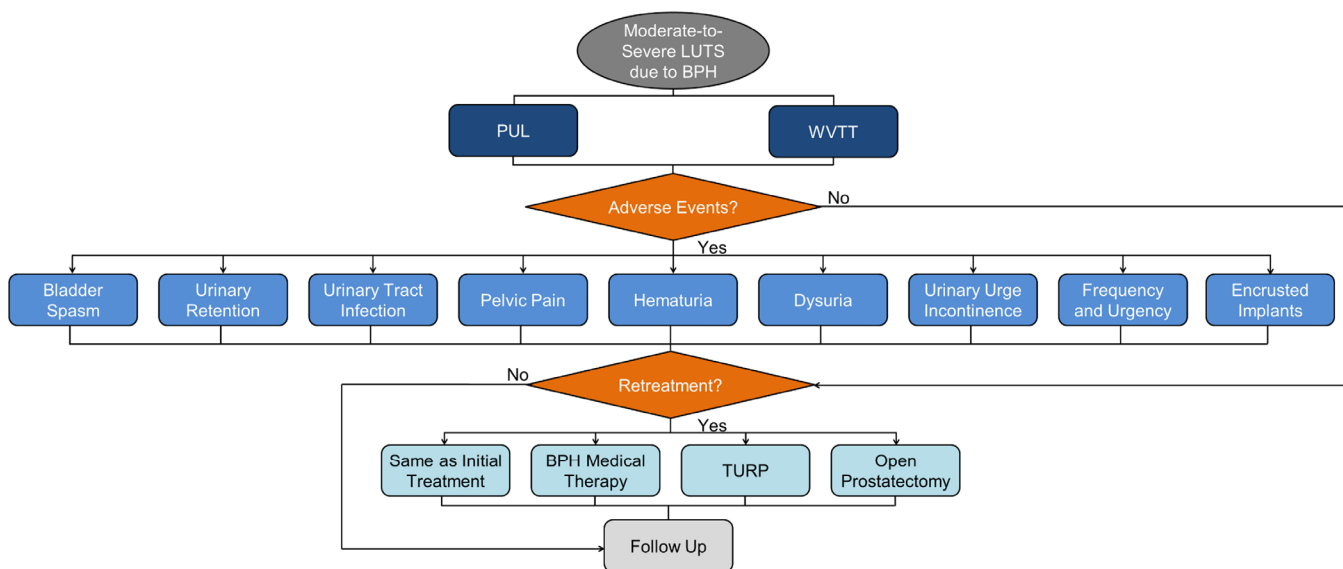 Moderate-to-
Severe LUTS
due to BPH
PUL
WVTT
Adverse Events?
No
Yes
Bladder
Spasm
Urinary
Retention
Urinary Tract
Infection
Pelvic Pain
Hematuria
Dysuria
Urinary Urge
Incontinence
Frequency
and Urgency
Encrusted
Implants
No
Retreatment?
Yes
Same as Initial
Treatment
BPH Medical
Therapy
TURP
Open
Prostatectomy
Follow Up